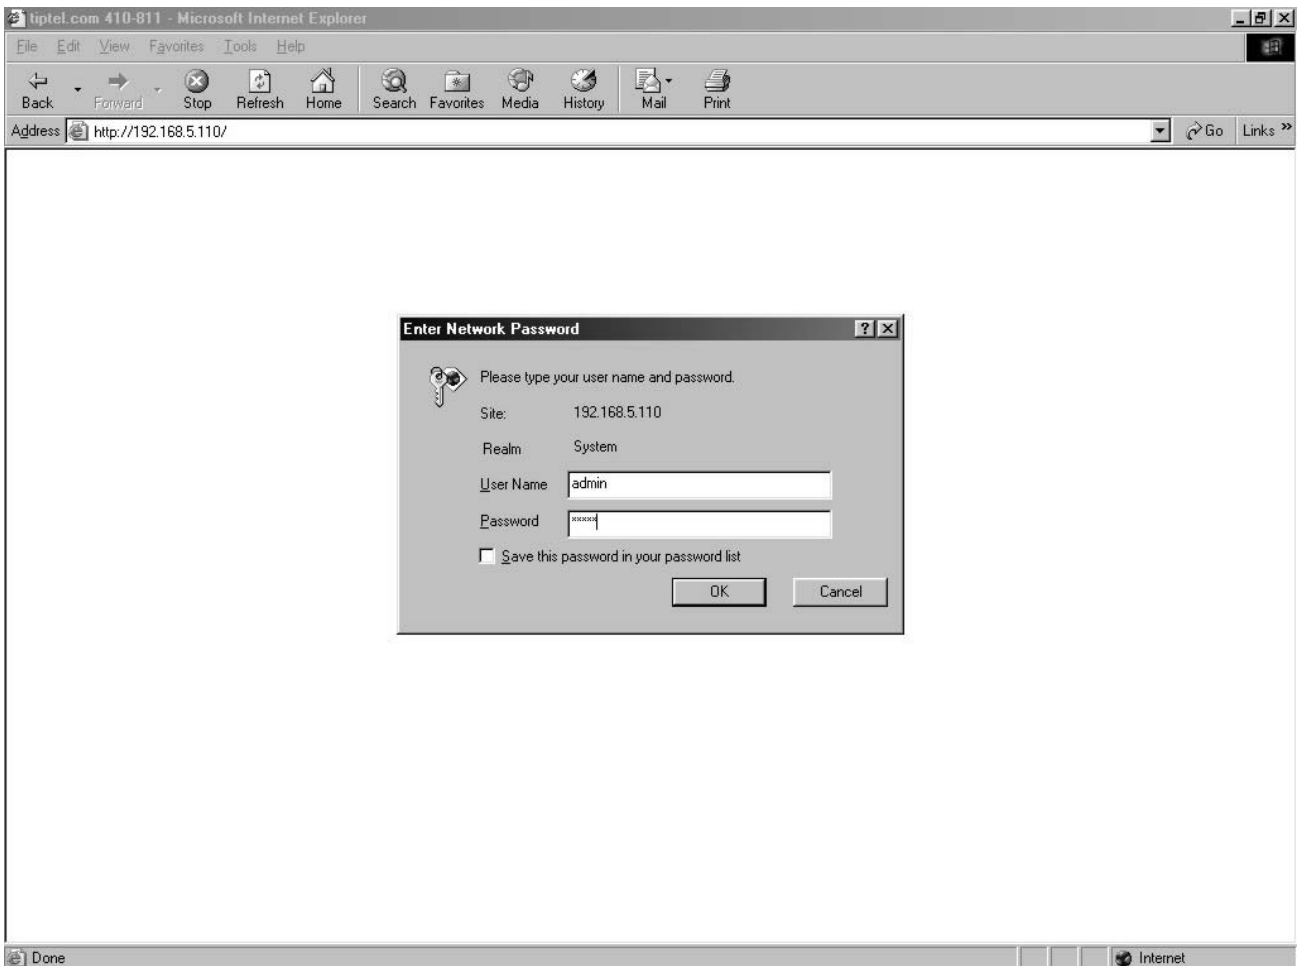 tiptel.com 410-811 - Microsoft Internet Explorer
File Edit View Favorites Tools Help
Back Forward Stop Refresh Home Search Favorites Media History Mail Print
Address http://192.168.5.110/ Go Links »
Enter Network Password
Please type your user name and password.
Site: 192.168.5.110
Realm System
User Name admin
Password xxxxx
Save this password in your password list
OK Cancel
Done Internet